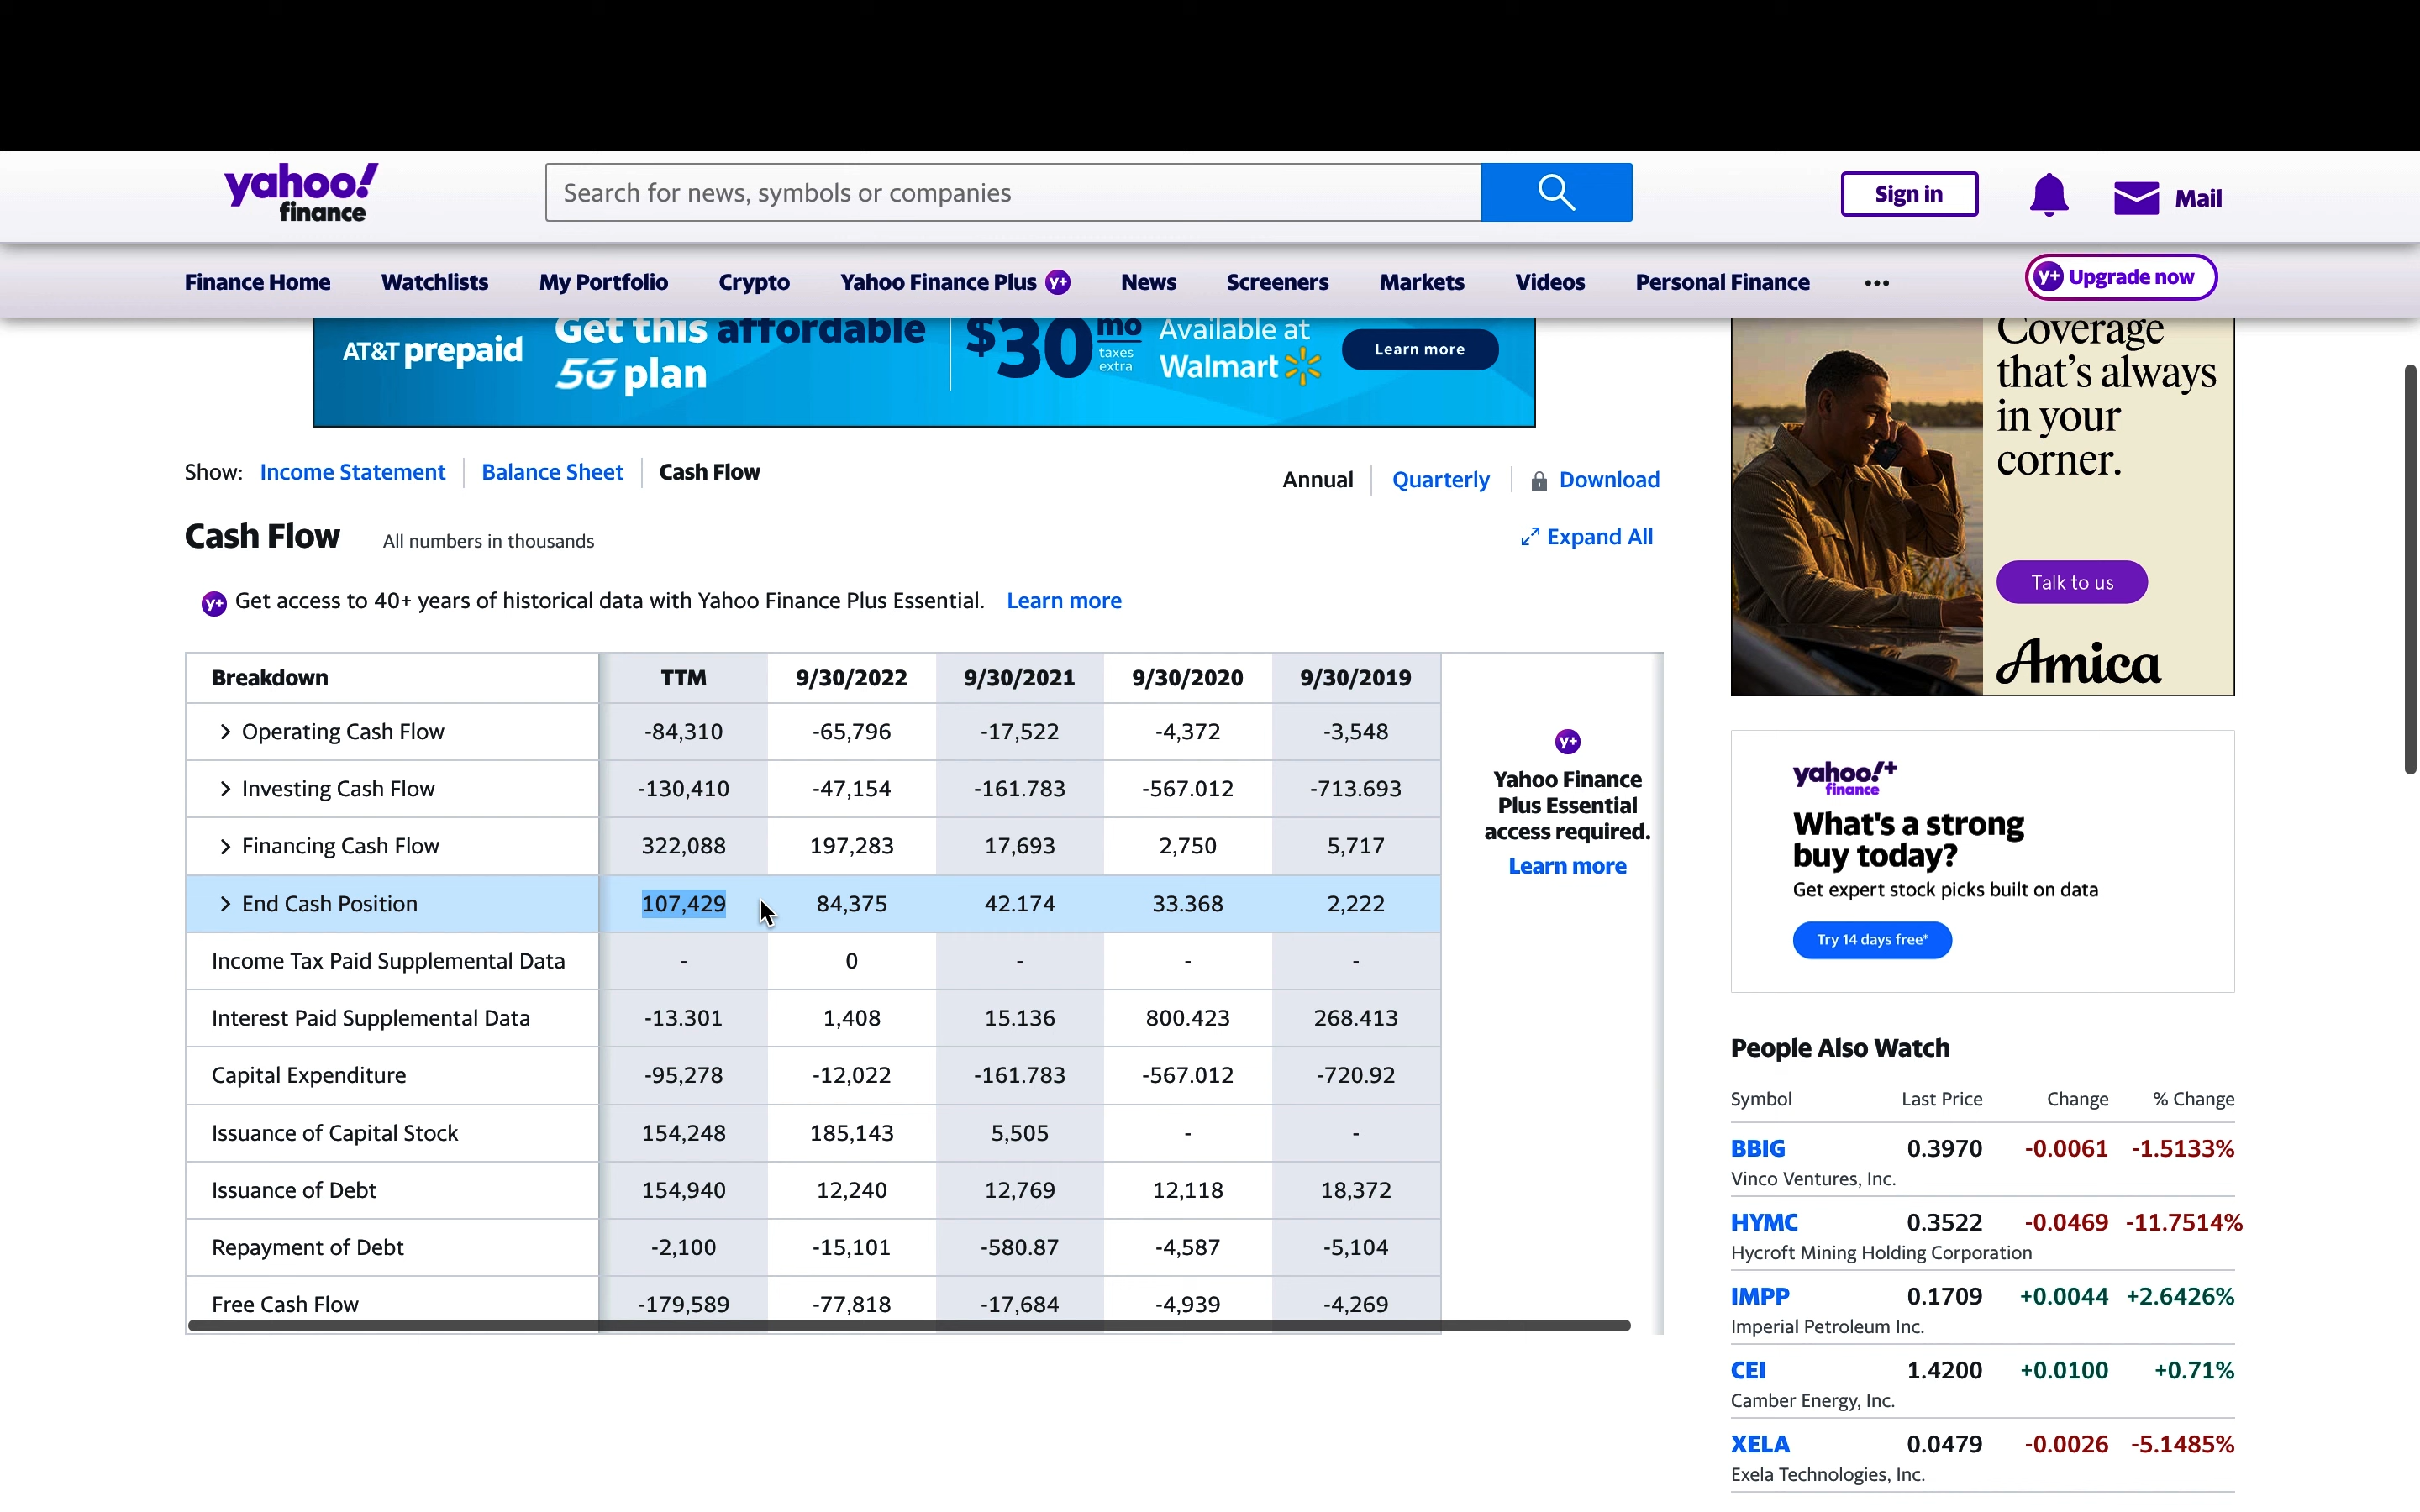 yahoo!
finance
Search for news, symbols or companies
Sign in
Mail
Finance Home Watchlists My Portfolio Crypto Yahoo Finance Plus y+ News Screeners Markets Videos Personal Finance ••• y+ Upgrade now
AT&T prepaid
Get this affordable
5G plan
$30 mo
taxes
extra
Available at
Walmart
Learn more
Coverage
that's always
in your
corner.
Talk to us
Amica
Show: Income Statement Balance Sheet Cash Flow
Annual Quarterly Download
Cash Flow All numbers in thousands
Expand All
y+ Get access to 40+ years of historical data with Yahoo Finance Plus Essential. Learn more
Breakdown TTM 9/30/2022 9/30/2021 9/30/2020 9/30/2019
Operating Cash Flow -84,310 -65,796 -17,522 -4,372 -3,548
Investing Cash Flow -130,410 -47,154 -161.783 -567.012 -713.693
Financing Cash Flow 322,088 197,283 17,693 2,750 5,717
End Cash Position 107,429 84,375 42.174 33.368 2,222
Income Tax Paid Supplemental Data - 0 - - -
Interest Paid Supplemental Data -13.301 1,408 15.136 800.423 268.413
Capital Expenditure -95,278 -12,022 -161.783 -567.012 -720.92
Issuance of Capital Stock 154,248 185,143 5,505 - -
Issuance of Debt 154,940 12,240 12,769 12,118 18,372
Repayment of Debt -2,100 -15,101 -580.87 -4,587 -5,104
Free Cash Flow -179,589 -77,818 -17,684 -4,939 -4,269
y+
Yahoo Finance
Plus Essential
access required.
Learn more
yahoo!+
finance
What's a strong
buy today?
Get expert stock picks built on data
Try 14 days free*
People Also Watch
Symbol Last Price Change % Change
BBIG 0.3970 -0.0061 -1.5133%
Vinco Ventures, Inc.
HYMC 0.3522 -0.0469 -11.7514%
Hycroft Mining Holding Corporation
IMPP 0.1709 +0.0044 +2.6426%
Imperial Petroleum Inc.
CEI 1.4200 +0.0100 +0.71%
Camber Energy, Inc.
XELA 0.0479 -0.0026 -5.1485%
Exela Technologies, Inc.